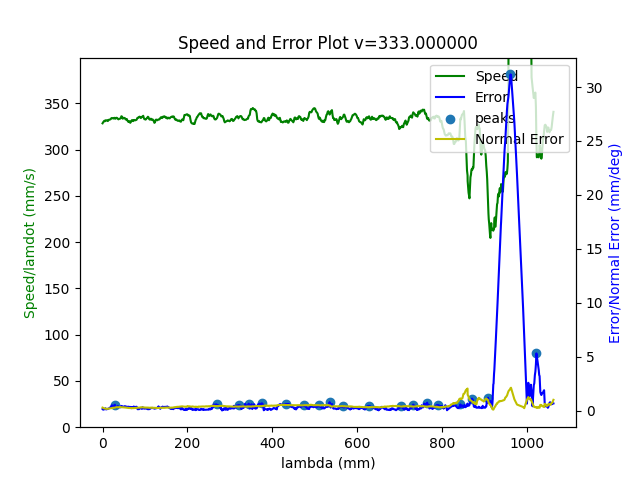 Speed and Error Plot v=333.000000
Speed
Error
peaks
Normal Error
350
300
250
200
150
100
50
0
Speed/lamdot (mm/s)
30
25
20
15
10
5
0
Error/Normal Error (mm/deg)
0 200 400 600 800 1000
lambda (mm)